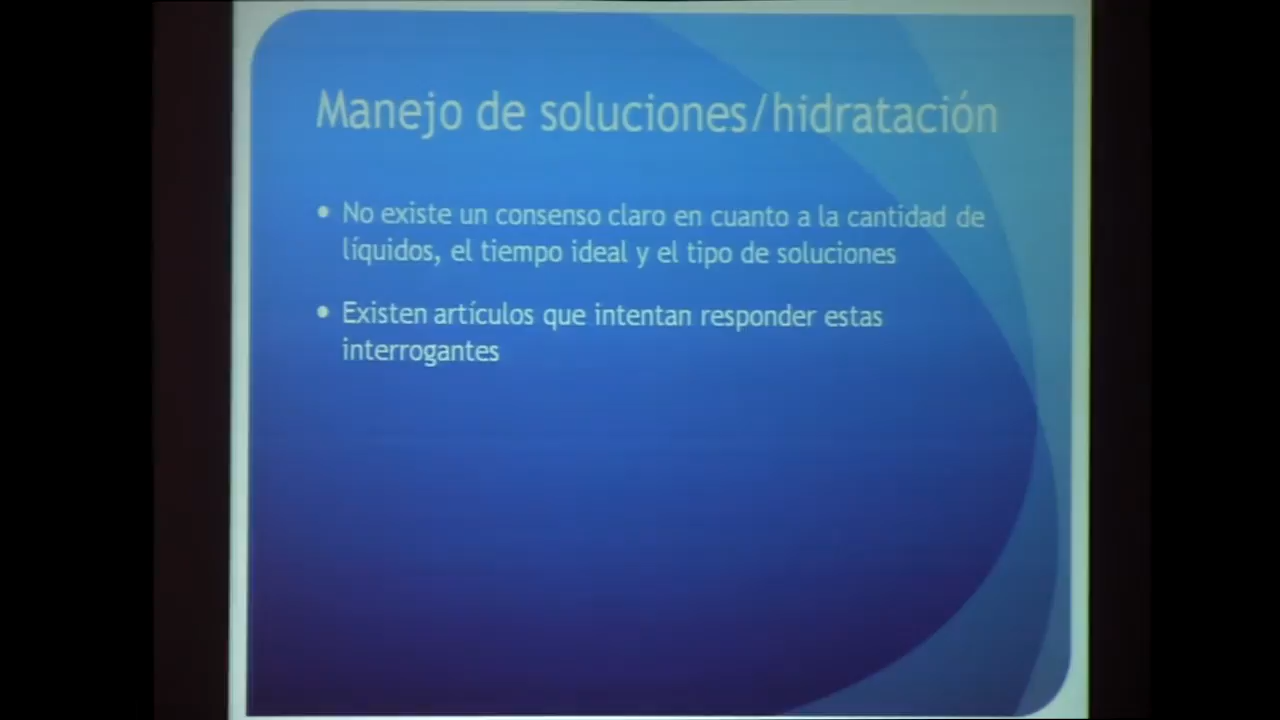 Manejo de soluciones/hidratación
• No existe un consenso claro en cuanto a la cantidad de
líquidos, el tiempo ideal y el tipo de soluciones
• Existen artículos que intentan responder estas
interrogantes